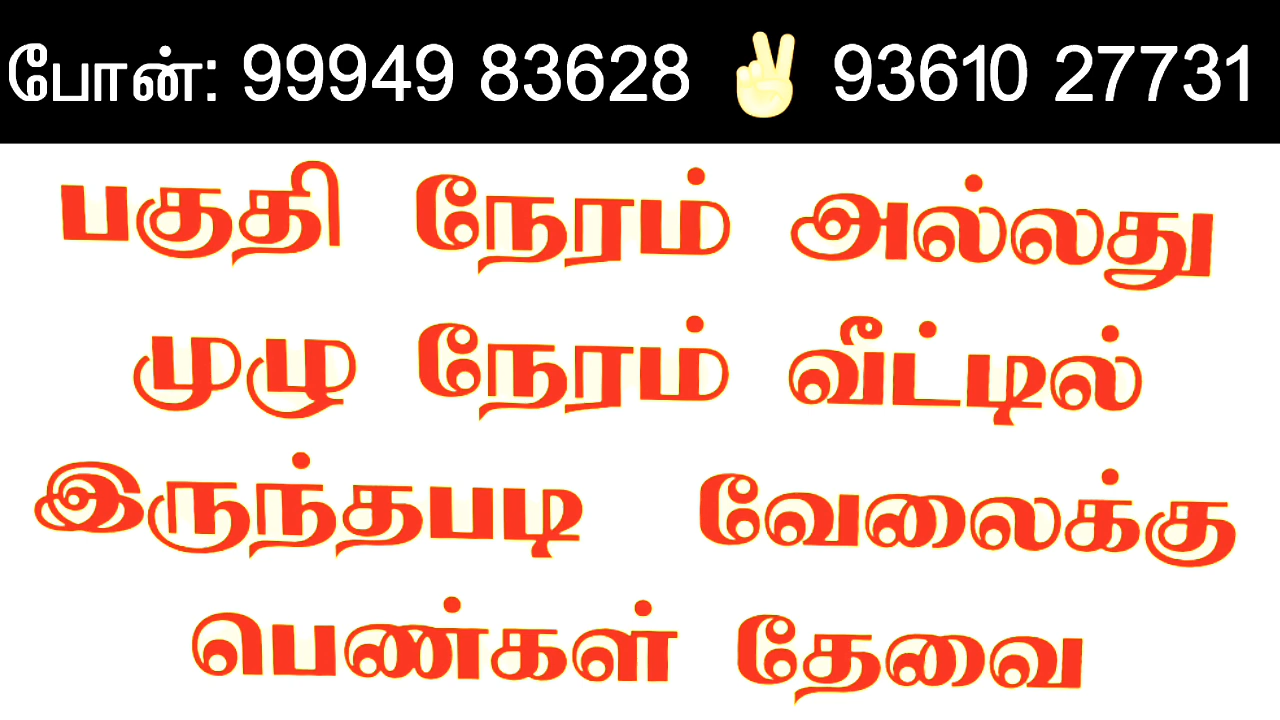 போன்: 99949 83628 ✌ 93610 27731
பகுதி நேரம் அல்லது
முழு நேரம் வீட்டில்
இருந்தபடி வேலைக்கு
பெண்கள் தேவை